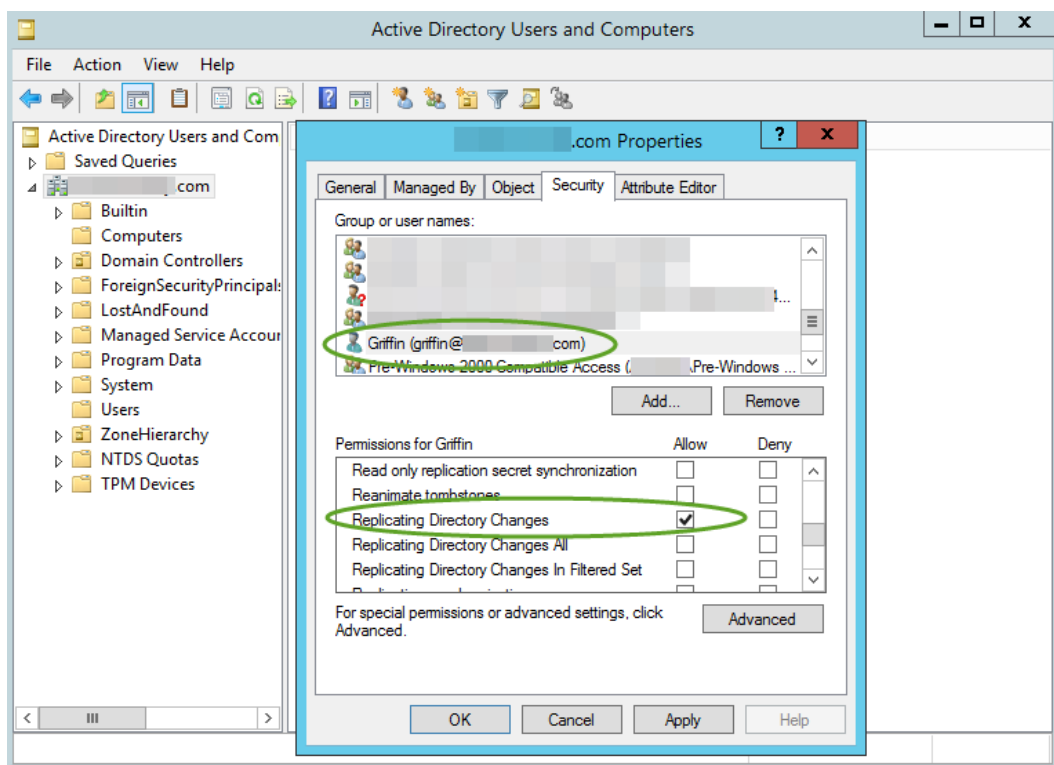 Active Directory Users and Computers
File Action View Help
Active Directory Users and Com
Saved Queries
.com
Builtin
Computers
Domain Controllers
ForeignSecurityPrincipal
LostAndFound
Managed Service Accour
Program Data
System
Users
ZoneHierarchy
NTDS Quotas
TPM Devices
.com Properties
? x
General Managed By Object Security Attribute Editor
Group or user names:
4...
Griffin (griffin@ com)
Pre-Windows 2000 Compatible Access ( \Pre-Windows ...
Add... Remove
Permissions for Griffin Allow Deny
Read only replication secret synchronization
Reanimate tombstones
Replicating Directory Changes
Replicating Directory Changes All
Replicating Directory Changes In Filtered Set
For special permissions or advanced settings, click
Advanced.
Advanced
OK Cancel Apply Help